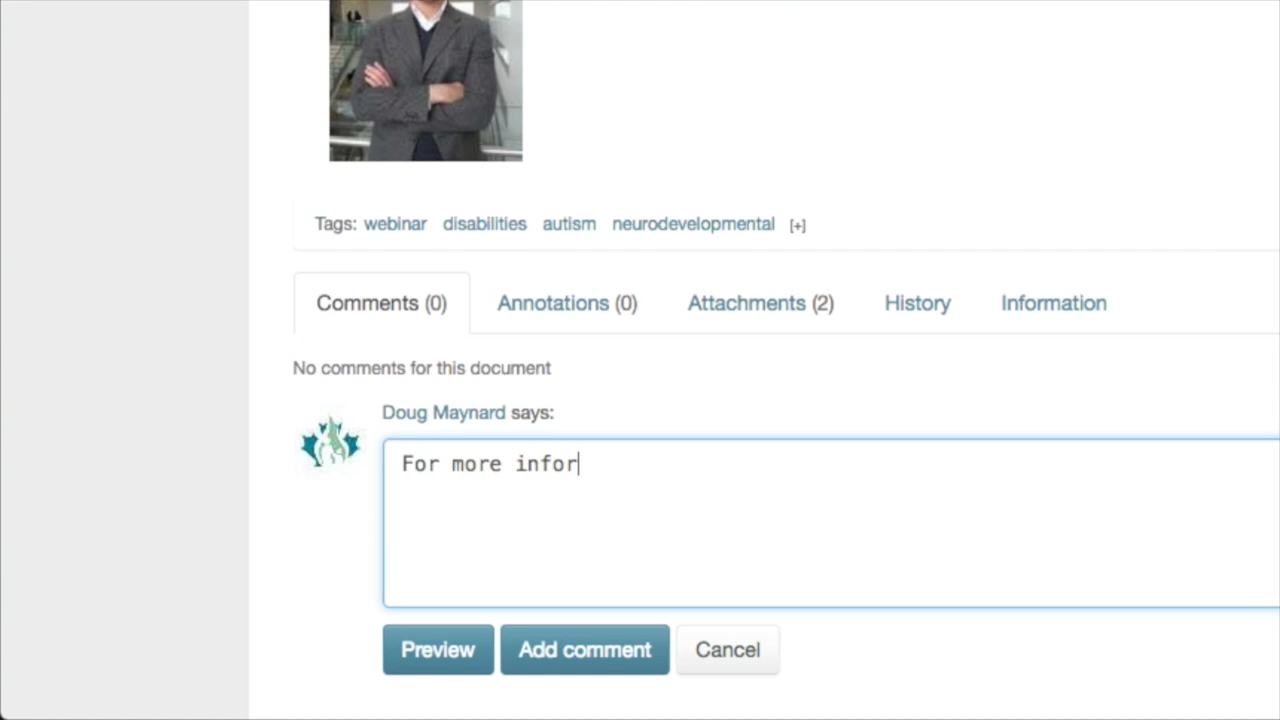 Tags: webinar disabilities autism neurodevelopmental [+]
Comments (0) Annotations (0) Attachments (2) History Information
No comments for this document
Doug Maynard says:
For more infor
Preview Add comment Cancel